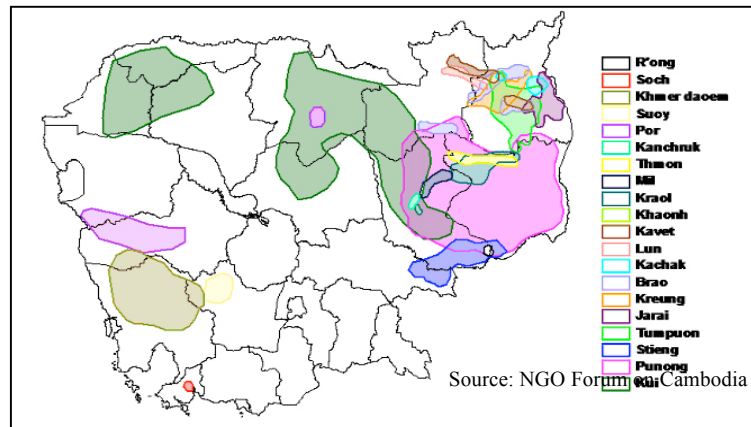 R'ong
Soch
Khmer daoem
Suoy
Por
Kanchruk
Thmon
Mil
Kraol
Khaonh
Kavet
Lun
Kachak
Brao
Kreung
Jarai
Tumpuon
Stieng
Punong
Kui
Source: NGO Forum on Cambodia